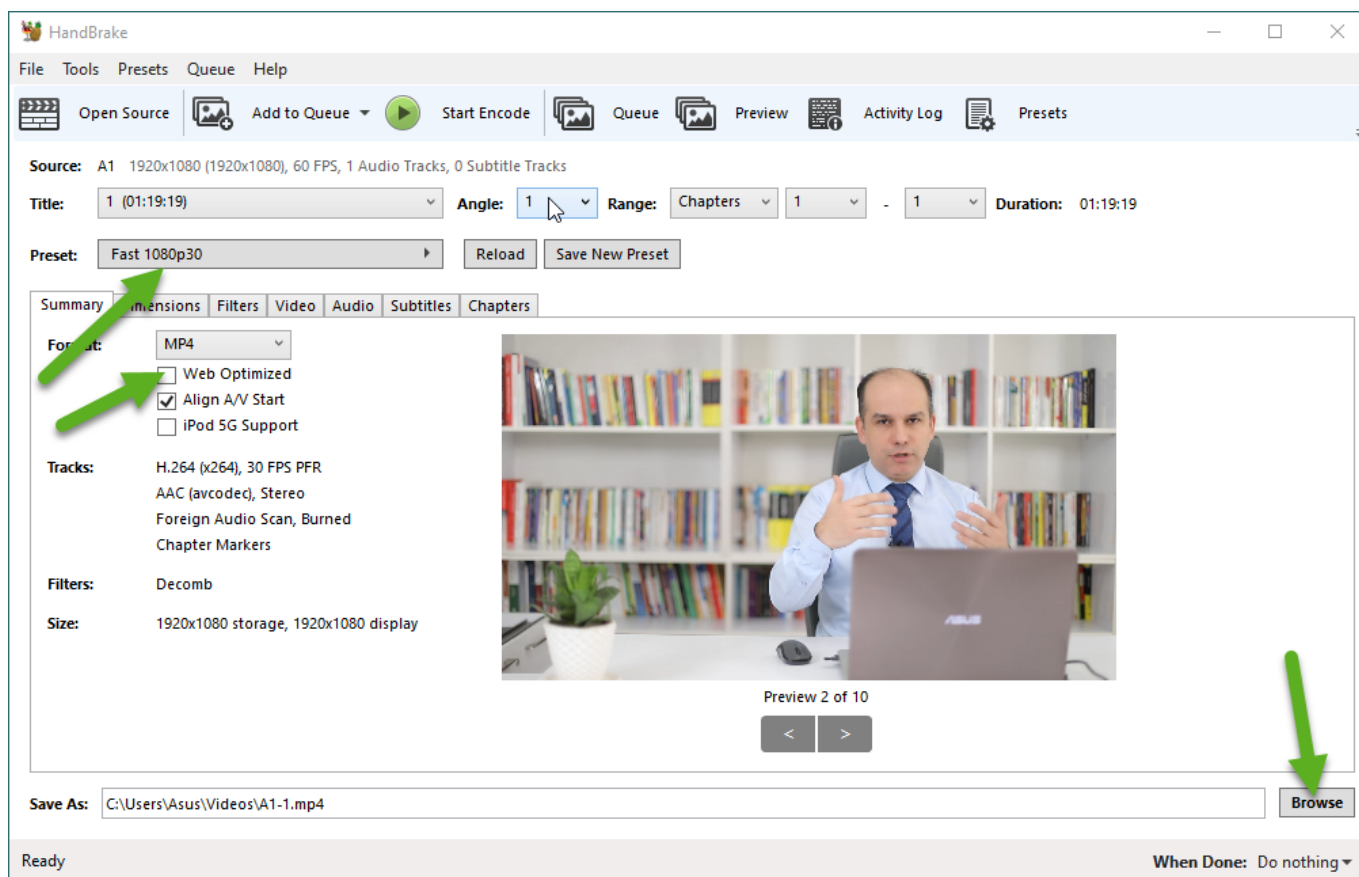 HandBrake
File Tools Presets Queue Help
Open Source Add to Queue Start Encode Queue Preview Activity Log Presets
Source: A1 1920x1080 (1920x1080), 60 FPS, 1 Audio Tracks, 0 Subtitle Tracks
Title: 1 (01:19:19) Angle: 1 Range: Chapters 1 - 1 Duration: 01:19:19
Preset: Fast 1080p30 Reload Save New Preset
Summary Filters Video Audio Subtitles Chapters
MP4
Web Optimized
Align A/V Start
iPod 5G Support
Tracks: H.264 (x264), 30 FPS PFR
AAC (avcodec), Stereo
Foreign Audio Scan, Burned
Chapter Markers
Filters: Decomb
Size: 1920x1080 storage, 1920x1080 display
ASUS
Preview 2 of 10
< >
Save As: C:\Users\Asus\Videos\A1-1.mp4 Browse
Ready When Done: Do nothing